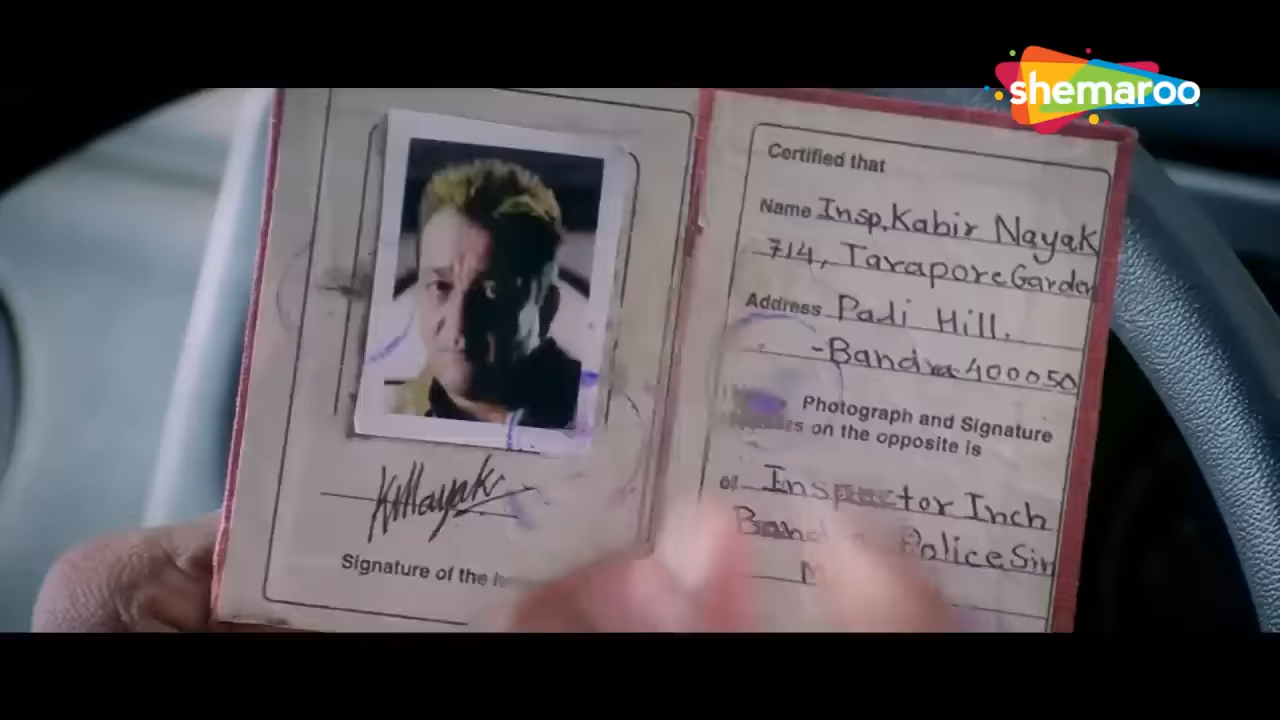 shemaroo
Certified that
Name Insp. Kabir Nayak
714, Tarapore Garden
Address Padi Hill.
-Bandra 400050
Photograph and Signature
on the opposite is
of Inspector Inch
Police
KNayak
Signature of the